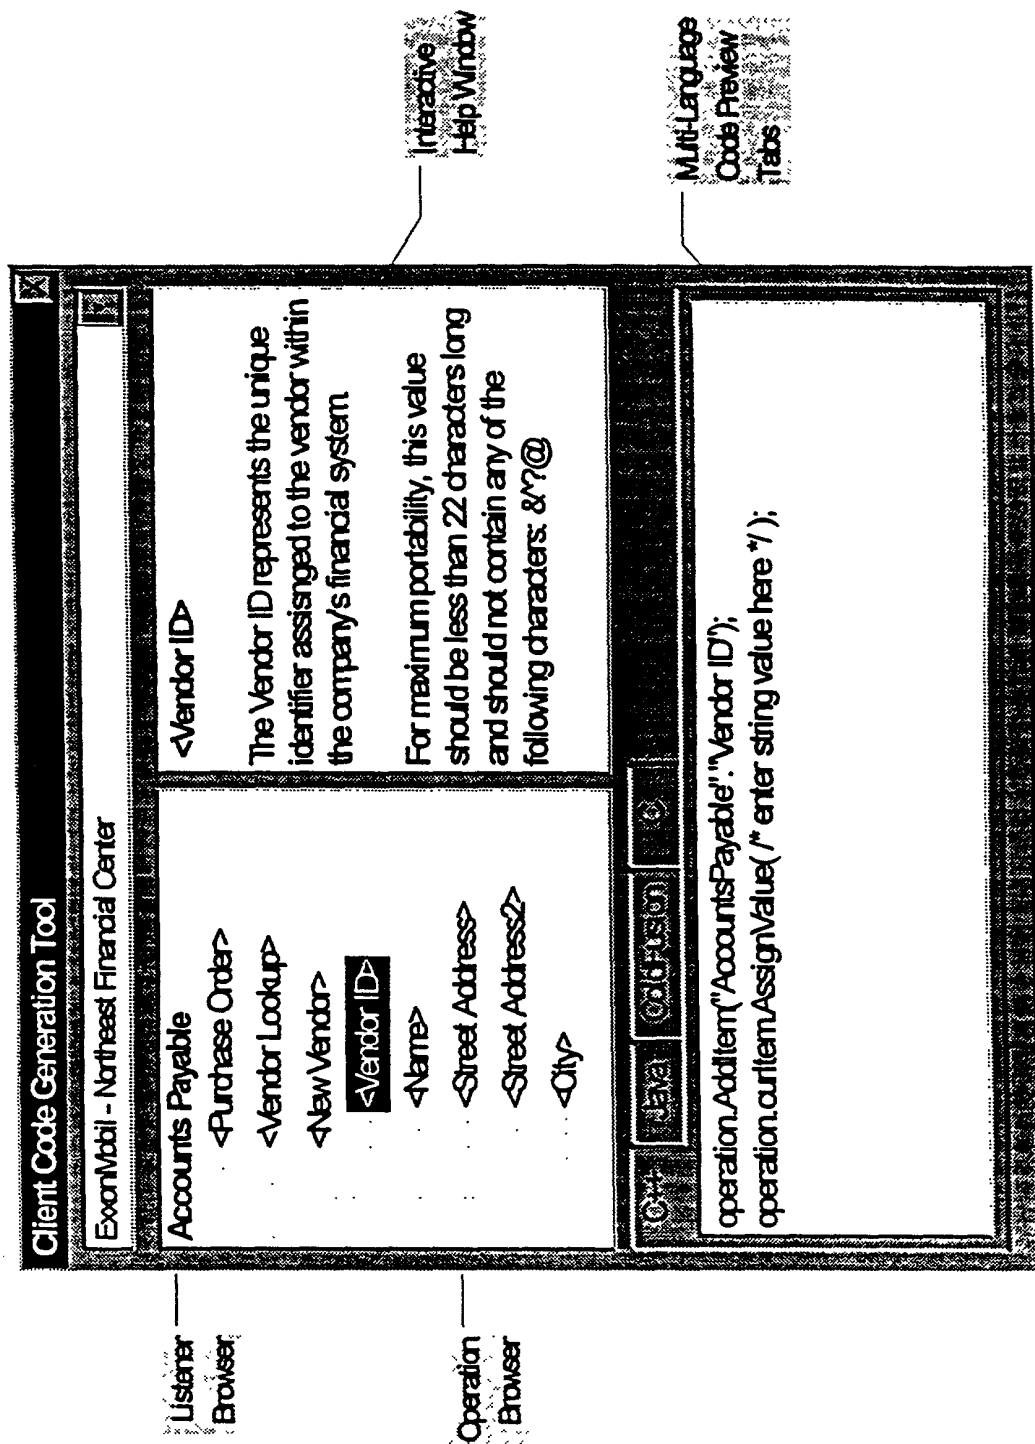 Client Code Generation Tool
ExxonMobil – Northeast Financial Center
Accounts Payable
<Purchase Order>
<Vendor Lookup>
<New Vendor>
<Vendor ID>
<Name>
<Street Address>
<Street Address2>
<City>
<Vendor ID>
The Vendor ID represents the unique
identifier assisnged to the vendor within
the company's financial system
For maximum portability, this value
should be less than 22 characters long
and should not contain any of the
following characters: &^?@
C++
Java
ColdFusion
operation.AddItem("AccountsPayable"."Vendor ID");
operation.curItem.AssignValue( /* enter string value here */ );
Listener
Browser
Operation
Browser
Interactive
Help Window
Multi-Language
Code Preview
Tabs